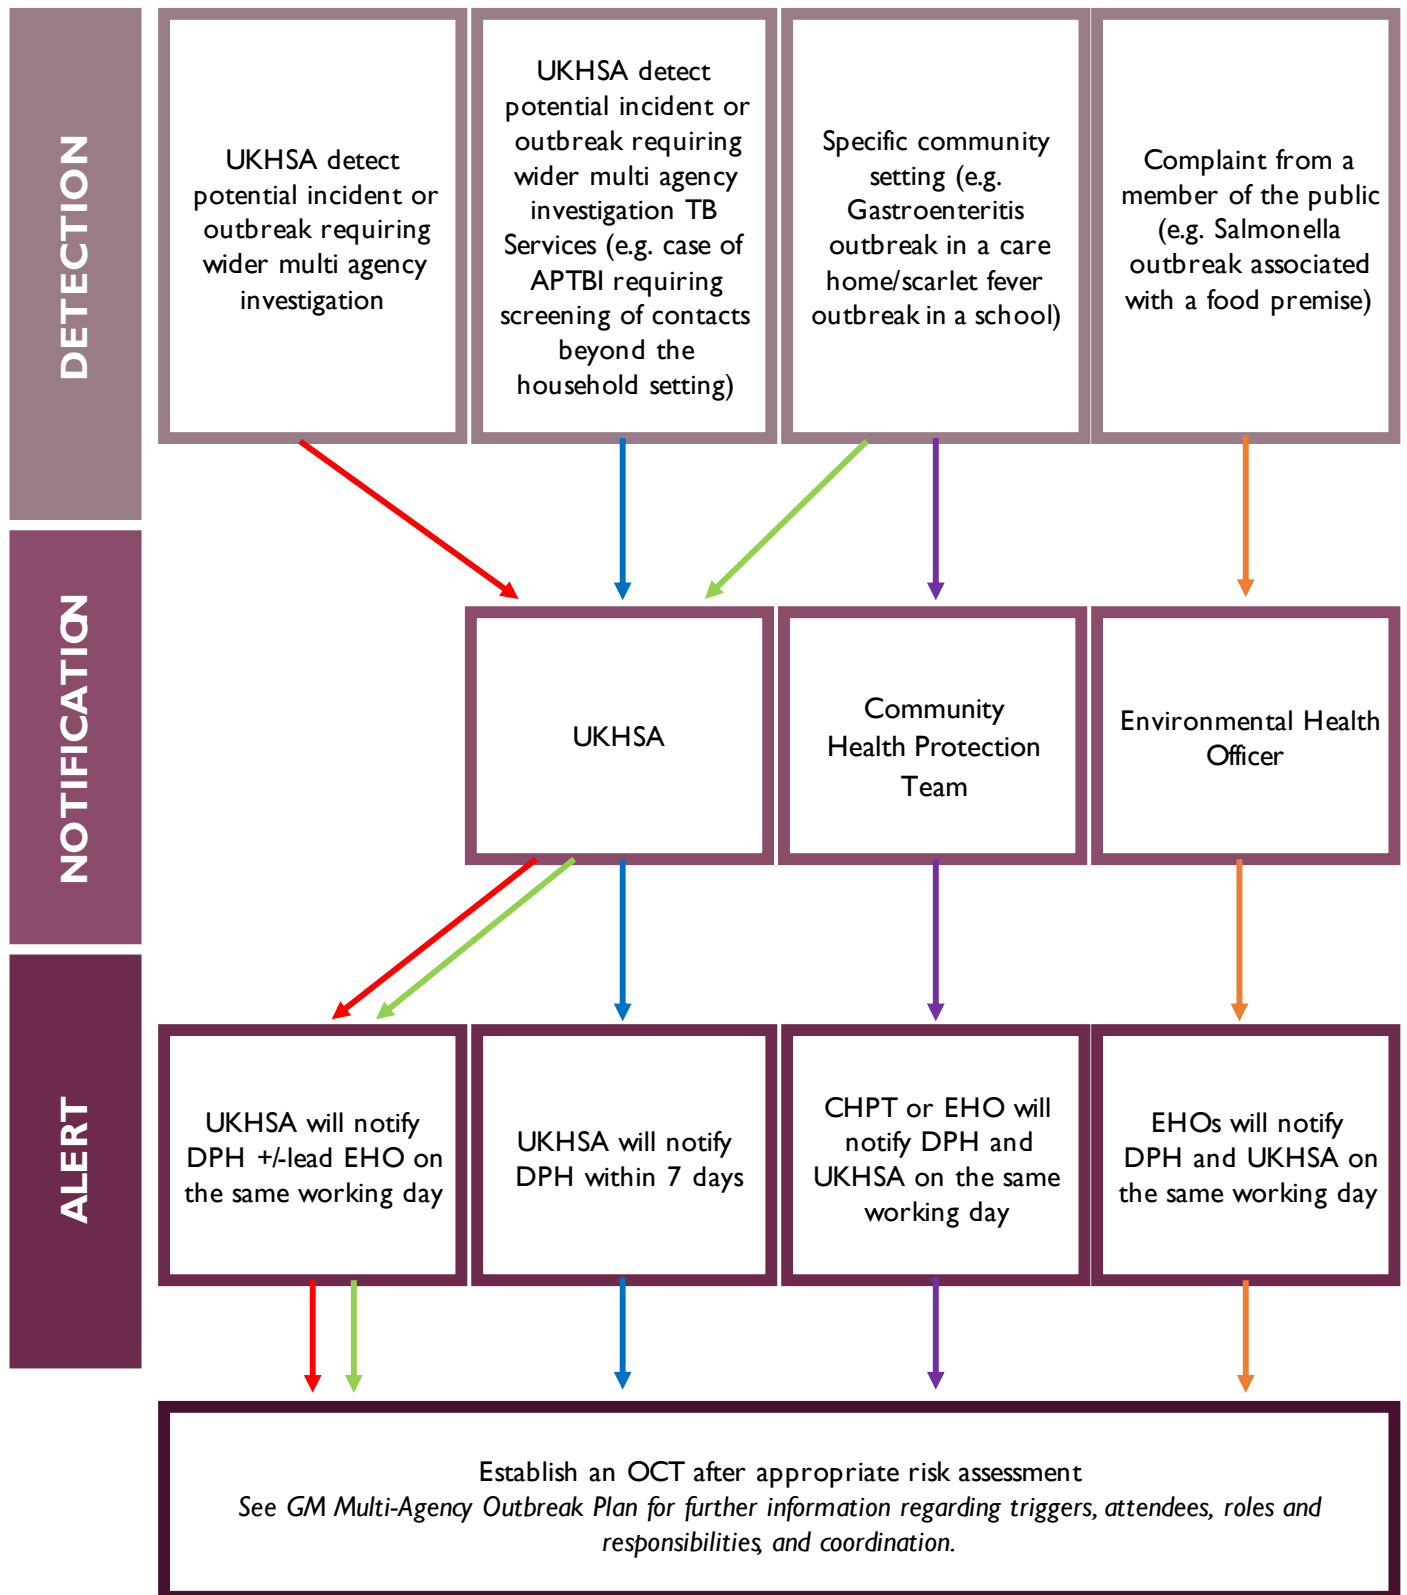 DETECTION
UKHSA detect
potential incident or
outbreak requiring
wider multi agency
investigation
UKHSA detect
potential incident or
outbreak requiring
wider multi agency
investigation TB
Services (e.g. case of
APTBI requiring
screening of contacts
beyond the
household setting)
Specific community
setting (e.g.
Gastroenteritis
outbreak in a care
home/scarlet fever
outbreak in a school)
Complaint from a
member of the public
(e.g. Salmonella
outbreak associated
with a food premise)
NOTIFICATION
UKHSA
Community
Health Protection
Team
Environmental Health
Officer
ALERT
UKHSA will notify
DPH +/-lead EHO on
the same working day
UKHSA will notify
DPH within 7 days
CHPT or EHO will
notify DPH and
UKHSA on the same
working day
EHOs will notify
DPH and UKHSA on
the same working day
Establish an OCT after appropriate risk assessment
See GM Multi-Agency Outbreak Plan for further information regarding triggers, attendees, roles and
responsibilities, and coordination.